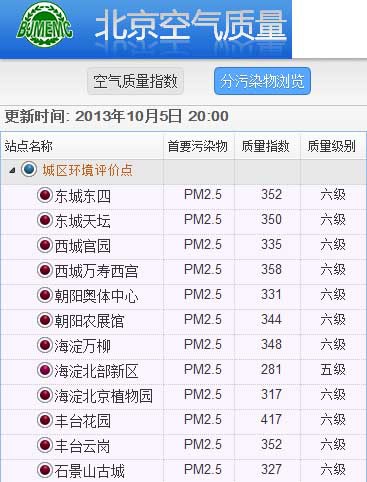 BJMEMC
北京空气质量
空气质量指数 分污染物浏览
更新时间: 2013年10月5日 20:00
站点名称 首要污染物 质量指数 质量级别
城区环境评价点
东城东四 PM2.5 352 六级
东城天坛 PM2.5 350 六级
西城官园 PM2.5 335 六级
西城万寿西宫 PM2.5 358 六级
朝阳奥体中心 PM2.5 331 六级
朝阳农展馆 PM2.5 344 六级
海淀万柳 PM2.5 348 六级
海淀北部新区 PM2.5 281 五级
海淀北京植物园 PM2.5 317 六级
丰台花园 PM2.5 417 六级
丰台云岗 PM2.5 352 六级
石景山古城 PM2.5 327 六级